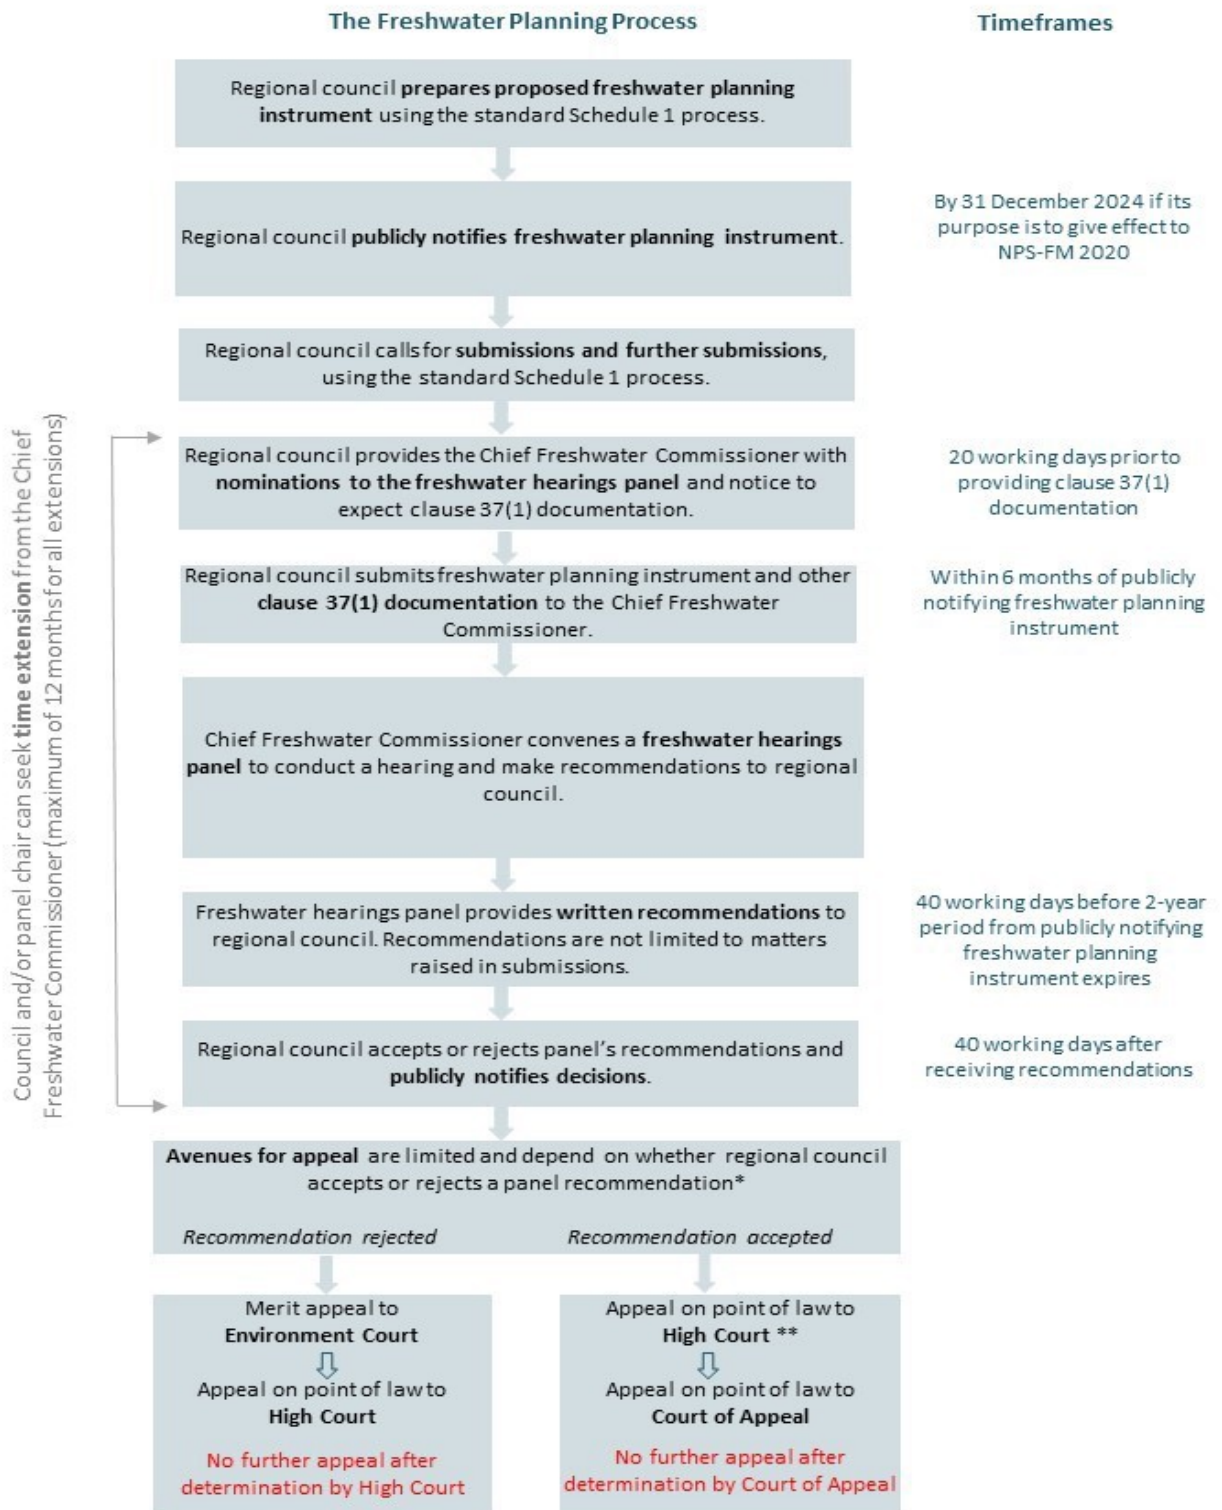 The Freshwater Planning Process
Timeframes
Regional council prepares proposed freshwater planning
instrument using the standard Schedule 1 process.
Regional council publicly notifies freshwater planning instrument.
By 31 December 2024 if its
purpose is to give effect to
NPS-FM 2020
Regional council calls for submissions and further submissions,
using the standard Schedule 1 process.
Council and/or panel chair can seek time extension from the Chief
Freshwater Commissioner (maximum of 12 months for all extensions)
Regional council provides the Chief Freshwater Commissioner with
nominations to the freshwater hearings panel and notice to
expect clause 37(1) documentation.
20 working days prior to
providing clause 37(1)
documentation
Regional council submits freshwater planning instrument and other
clause 37(1) documentation to the Chief Freshwater
Commissioner.
Within 6 months of publicly
notifying freshwater planning
instrument
Chief Freshwater Commissioner convenes a freshwater hearings
panel to conduct a hearing and make recommendations to regional
council.
Freshwater hearings panel provides written recommendations to
regional council. Recommendations are not limited to matters
raised in submissions.
40 working days before 2-year
period from publicly notifying
freshwater planning
instrument expires
Regional council accepts or rejects panel's recommendations and
publicly notifies decisions.
40 working days after
receiving recommendations
Avenues for appeal are limited and depend on whether regional council
accepts or rejects a panel recommendation*
Recommendation rejected
Recommendation accepted
Merit appeal to
Environment Court
Appeal on point of law to
High Court
No further appeal after
determination by High Court
Appeal on point of law to
High Court **
Appeal on point of law to
Court of Appeal
No further appeal after
determination by Court of Appeal